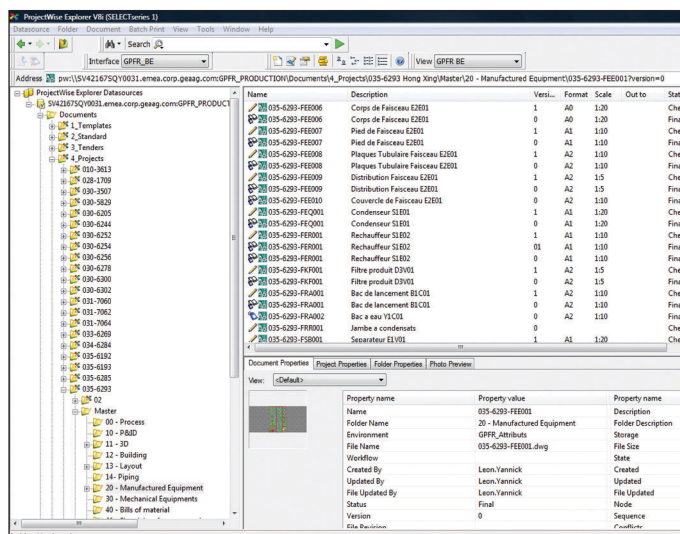 ProjectWise Explorer V8i (SELECTseries 1)
Datasource Folder Document Batch Print View Tools Window Help
Search
Interface GPFR_BE View GPFR BE
Address pw:\\SV42167SQY0031.emea.corp.geaag.com:GPFR_PRODUCTION\Documents\4_Projects\035-6293 Hong Xing\Master\20 - Manufactured Equipment\035-6293-FEE001?version=0
ProjectWise Explorer Datasources
SV42167SQY0031.emea.corp.geaag.com:GPFR_PRODUCT
Documents
1_Templates
2_Standard
3_Tenders
4_Projects
010-3613
028-1709
030-3507
030-5829
030-6205
030-6244
030-6252
030-6254
030-6256
030-6278
030-6300
030-6302
031-7060
031-7062
031-7064
033-6269
034-6284
035-6192
035-6193
035-6285
035-6293
02
Master
00 - Process
10 - P&ID
11 - 3D
12 - Building
13 - Layout
14- Piping
20 - Manufactured Equipment
30 - Mechanical Equipments
40 - Bills of material
Name Description Versi... Format Scale Out to Stat
035-6293-FEE006 Corps de Faisceau E2E01 1 A0 1:20 Che
035-6293-FEE006 Corps de Faisceau E2E01 0 A0 1:20 Fina
035-6293-FEE007 Pied de Faisceau E2E01 1 A1 1:10 Che
035-6293-FEE007 Pied de Faisceau E2E01 0 A1 1:10 Fina
035-6293-FEE008 Plaques Tubulaire Faisceau E2E01 1 A2 1:10 Che
035-6293-FEE008 Plaques Tubulaire Faisceau E2E01 0 A2 1:10 Fina
035-6293-FEE009 Distribution Faisceau E2E01 1 A2 1:5 Che
035-6293-FEE009 Distribution Faisceau E2E01 0 A2 1:5 Fina
035-6293-FEE010 Couvercle de Faisceau E2E01 0 A2 1:10 Fina
035-6293-FEQ001 Condenseur S1E01 1 A1 1:20 Che
035-6293-FEQ001 Condenseur S1E01 0 A1 1:20 Fina
035-6293-FER001 Rechauffeur S1E02 1 A1 1:10 Che
035-6293-FER001 Rechauffeur S1E02 01 A1 1:10 Fina
035-6293-FER001 Rechauffeur S1E02 0 A1 1:10 Fina
035-6293-FKF001 Filtre produit D3V01 1 A2 1:5 Che
035-6293-FKF001 Filtre produit D3V01 0 A2 1:5 Fina
035-6293-FRA001 Bac de lancement B1C01 1 A2 1:10 Che
035-6293-FRA001 Bac de lancement B1C01 0 A2 1:10 Fina
035-6293-FRA002 Bac a eau Y1C01 0 A2 1:10 Fina
035-6293-FRR001 Jambe a condensats 0 Che
035-6293-FSB001 Separateur E1V01 1 A1 1:20 Che
Document Properties Project Properties Folder Properties Photo Preview
View: <Default>
Property name Property value Property name
Name 035-6293-FEE001 Description
Folder Name 20 - Manufactured Equipment Folder Description
Environment GPFR_Attributs Storage
File Name 035-6293-FEE001.dwg File Size
Workflow State
Created By Leon.Yannick Created
Updated By Leon.Yannick Updated
File Updated By Leon.Yannick File Updated
Status Final Node
Version 0 Sequence
File Revision Conflicts